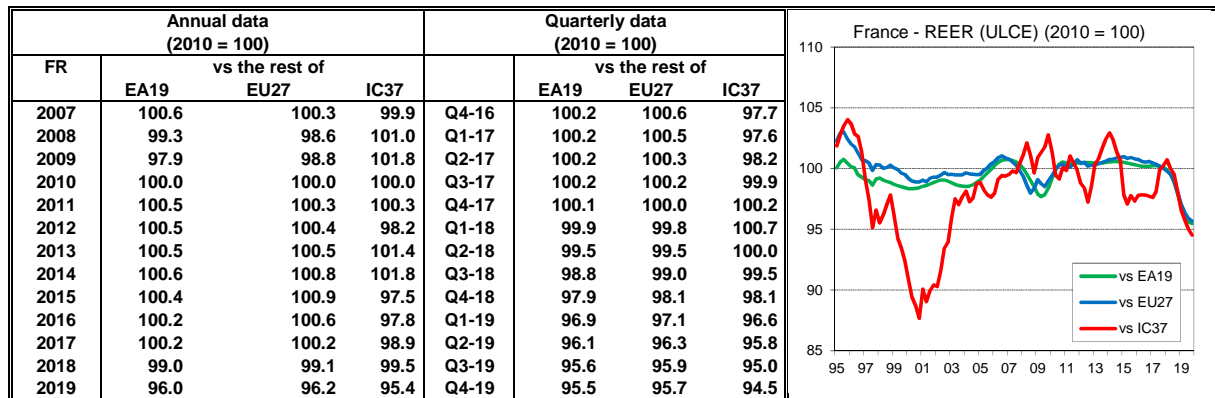 Annual data Quarterly data
(2010 = 100) (2010 = 100)
FR vs the rest of vs the rest of
EA19 EU27 IC37 EA19 EU27 IC37
2007 100.6 100.3 99.9 Q4-16 100.2 100.6 97.7
2008 99.3 98.6 101.0 Q1-17 100.2 100.5 97.6
2009 97.9 98.8 101.8 Q2-17 100.2 100.3 98.2
2010 100.0 100.0 100.0 Q3-17 100.2 100.2 99.9
2011 100.5 100.3 100.3 Q4-17 100.1 100.0 100.2
2012 100.5 100.4 98.2 Q1-18 99.9 99.8 100.7
2013 100.5 100.5 101.4 Q2-18 99.5 99.5 100.0
2014 100.6 100.8 101.8 Q3-18 98.8 99.0 99.5
2015 100.4 100.9 97.5 Q4-18 97.9 98.1 98.1
2016 100.2 100.6 97.8 Q1-19 96.9 97.1 96.6
2017 100.2 100.2 98.9 Q2-19 96.1 96.3 95.8
2018 99.0 99.1 99.5 Q3-19 95.6 95.9 95.0
2019 96.0 96.2 95.4 Q4-19 95.5 95.7 94.5
France - REER (ULCE) (2010 = 100)
110
105
100
95
90
85
vs EA19
vs EU27
vs IC37
95 97 99 01 03 05 07 09 11 13 15 17 19